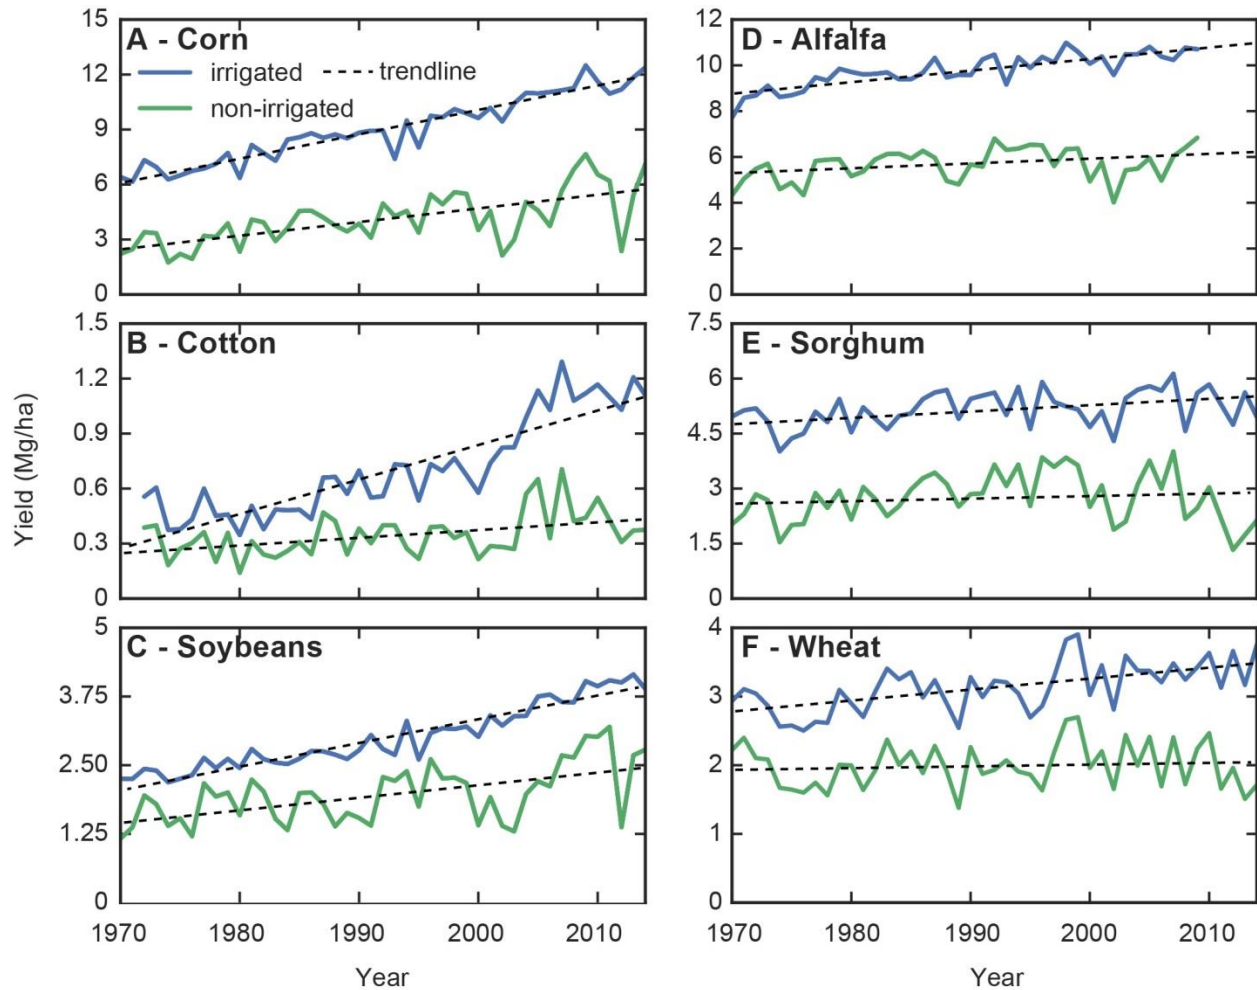 A - Corn
irrigated
trendline
non-irrigated
15
12
9
6
3
0
B - Cotton
1.5
1.2
0.9
0.6
0.3
0
C - Soybeans
5
3.75
2.50
1.25
0
1970 1980 1990 2000 2010
Year
Yield (Mg/ha)
D - Alfalfa
12
10
8
6
4
2
0
E - Sorghum
7.5
6
4.5
3
1.5
0
F - Wheat
4
3
2
1
0
1970 1980 1990 2000 2010
Year